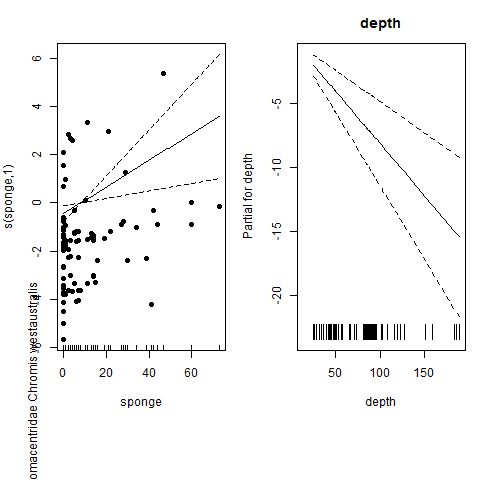 depth
s(sponge,1)
6
4
2
0
-2
-4
-6
0 20 40 60
sponge
omacentridae Chromis westaustralis
Partial for depth
-5
-10
-15
-20
50 100 150
depth